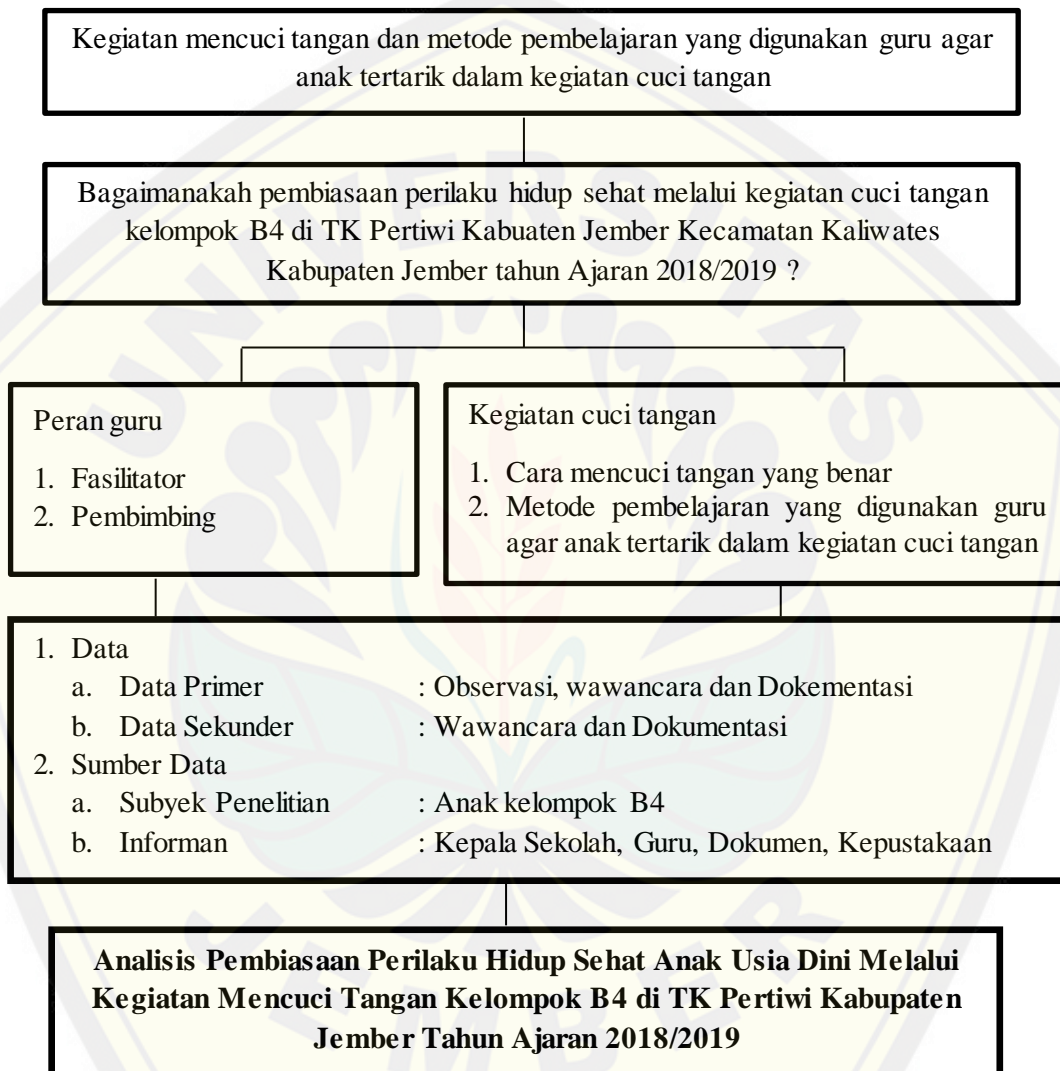 Kegiatan mencuci tangan dan metode pembelajaran yang digunakan guru agar
anak tertarik dalam kegiatan cuci tangan
Bagaimanakah pembiasaan perilaku hidup sehat melalui kegiatan cuci tangan
kelompok B4 di TK Pertiwi Kabuaten Jember Kecamatan Kaliwates
Kabupaten Jember tahun Ajaran 2018/2019 ?
Peran guru
1. Fasilitator
2. Pembimbing
Kegiatan cuci tangan
1. Cara mencuci tangan yang benar
2. Metode pembelajaran yang digunakan guru
agar anak tertarik dalam kegiatan cuci tangan
1. Data
a. Data Primer : Observasi, wawancara dan Dokementasi
b. Data Sekunder : Wawancara dan Dokumentasi
2. Sumber Data
a. Subyek Penelitian : Anak kelompok B4
b. Informan : Kepala Sekolah, Guru, Dokumen, Kepustakaan
Analisis Pembiasaan Perilaku Hidup Sehat Anak Usia Dini Melalui
Kegiatan Mencuci Tangan Kelompok B4 di TK Pertiwi Kabupaten
Jember Tahun Ajaran 2018/2019
UNIVERSITAS
JEMBER